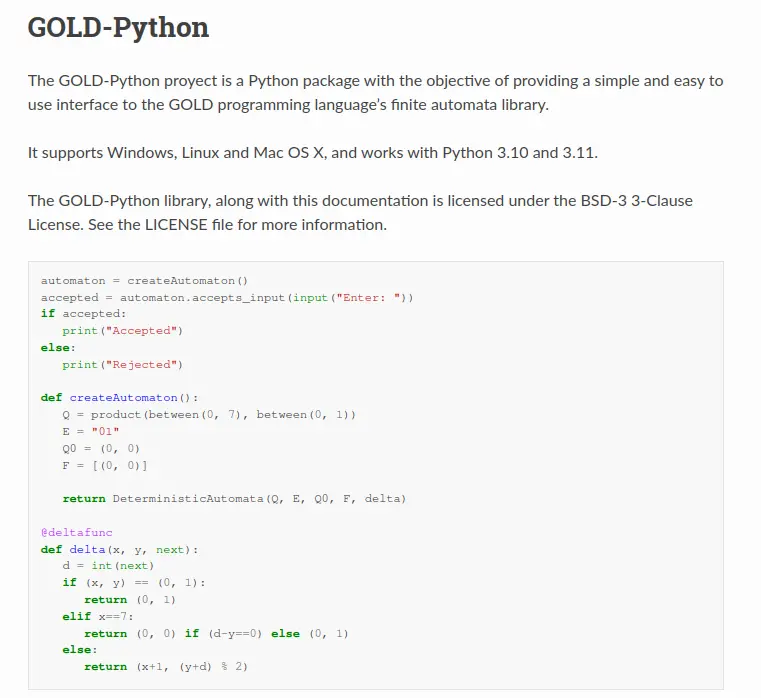 GOLD-Python
The GOLD-Python proyect is a Python package with the objective of providing a simple and easy to
use interface to the GOLD programming language's finite automata library.
It supports Windows, Linux and Mac OS X, and works with Python 3.10 and 3.11.
The GOLD-Python library, along with this documentation is licensed under the BSD-3 3-Clause
License. See the LICENSE file for more information.
automaton = createAutomaton()
accepted = automaton.accepts_input(input("Enter: "))
if accepted:
   print("Accepted")
else:
   print("Rejected")
def createAutomaton():
   Q = product(between(0, 7), between(0, 1))
   E = "01"
   Q0 = (0, 0)
   F = [(0, 0)]
   return DeterministicAutomata(Q, E, Q0, F, delta)
@deltafunc
def delta(x, y, next):
   d = int(next)
   if (x, y) == (0, 1):
      return (0, 1)
   elif x==7:
      return (0, 0) if (d-y==0) else (0, 1)
   else:
      return (x+1, (y+d) % 2)